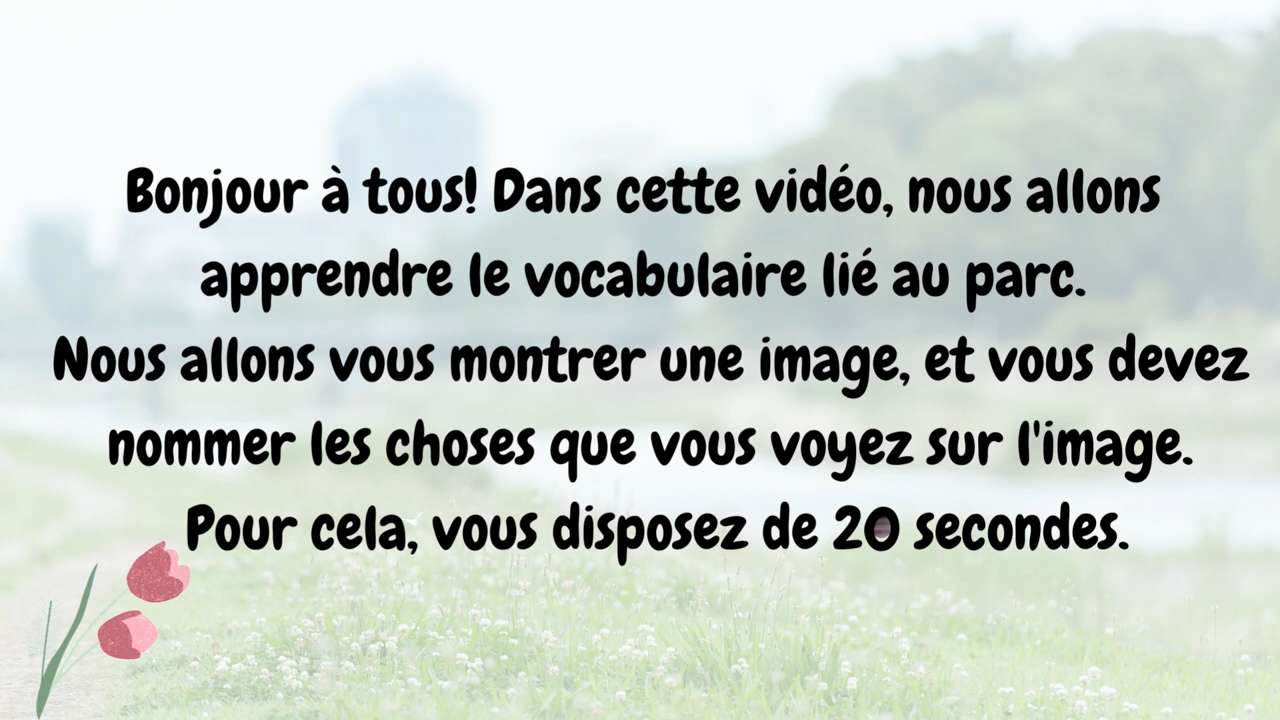 Bonjour à tous! Dans cette vidéo, nous allons
apprendre le vocabulaire lié au parc.
Nous allons vous montrer une image, et vous devez
nommer les choses que vous voyez sur l'image.
Pour cela, vous disposez de 20 secondes.